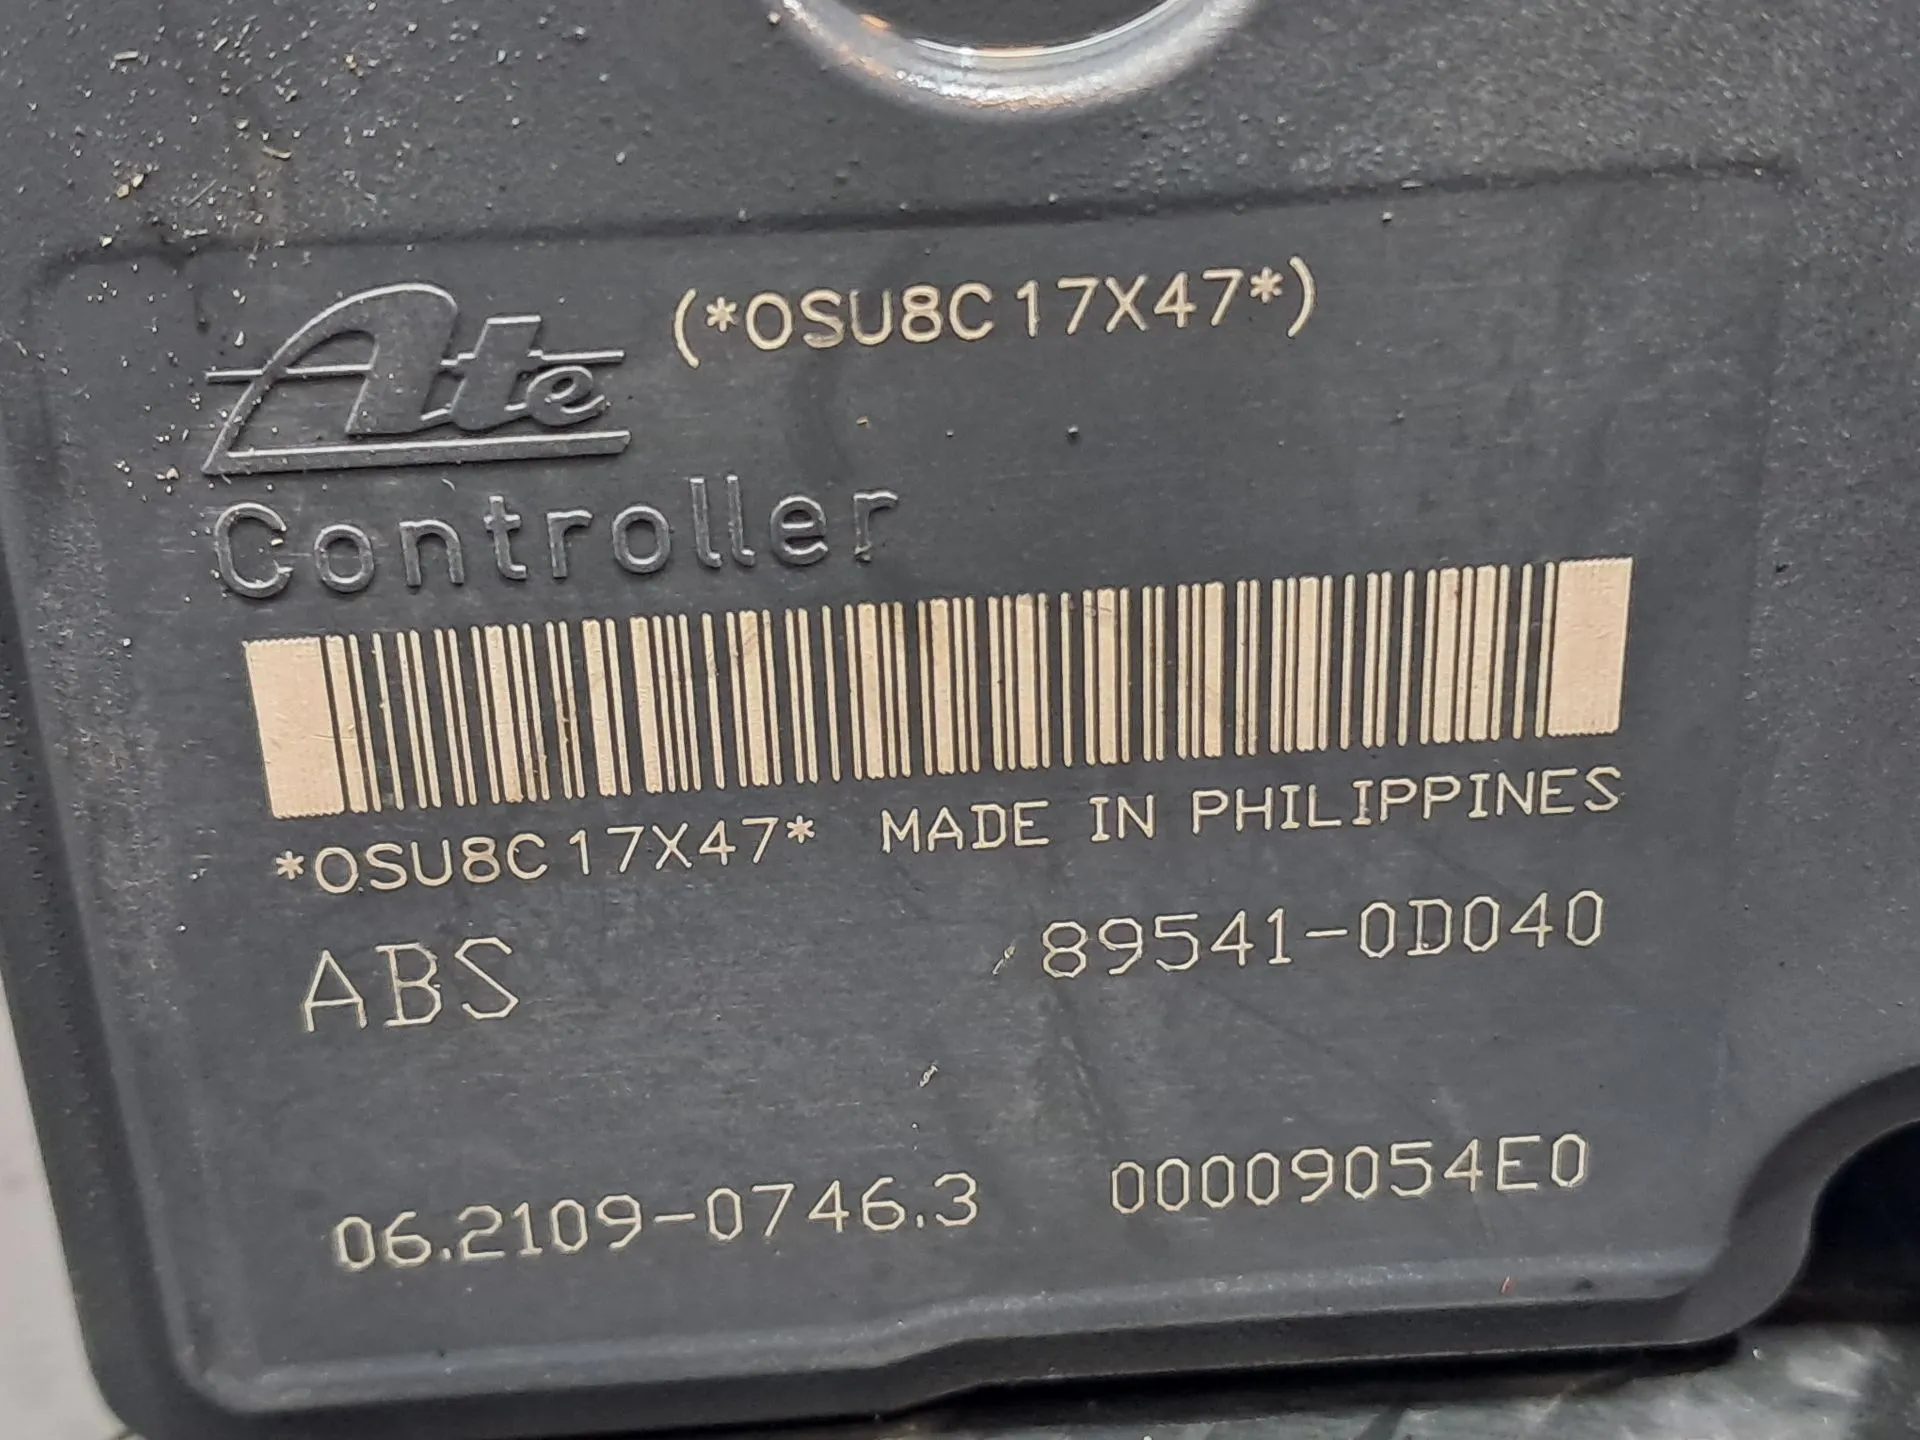 Ate (*OSU8C17X47*)
Controller
*OSU8C17X47* MADE IN PHILIPPINES
ABS 89541-0D040
06.2109-0746.3 00009054E0